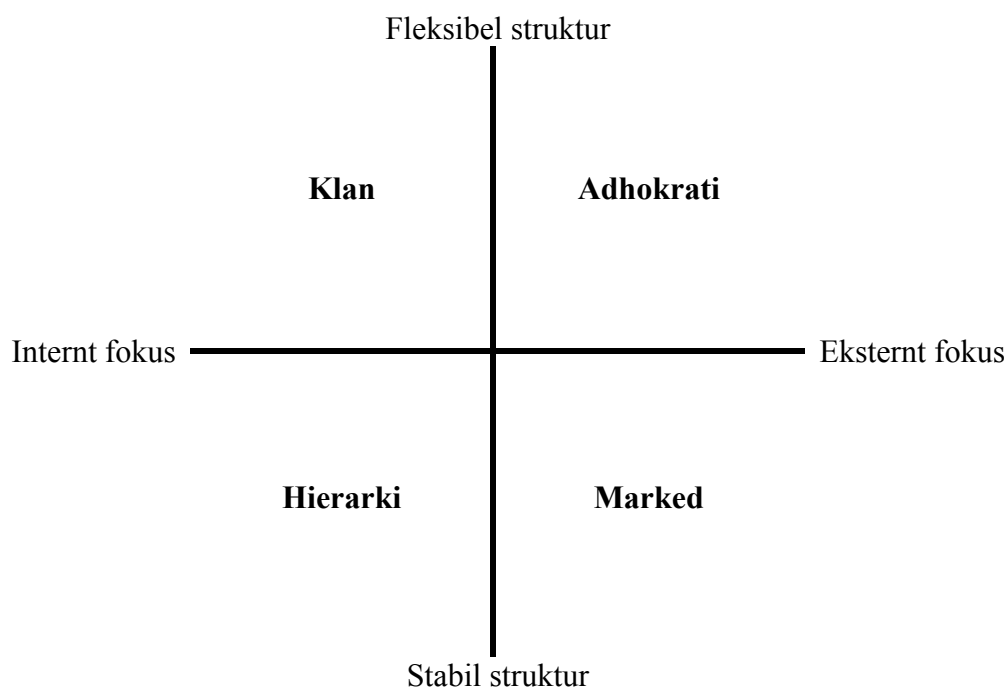 Fleksibel struktur
Klan
Adhokrati
Internt fokus
Eksternt fokus
Hierarki
Marked
Stabil struktur